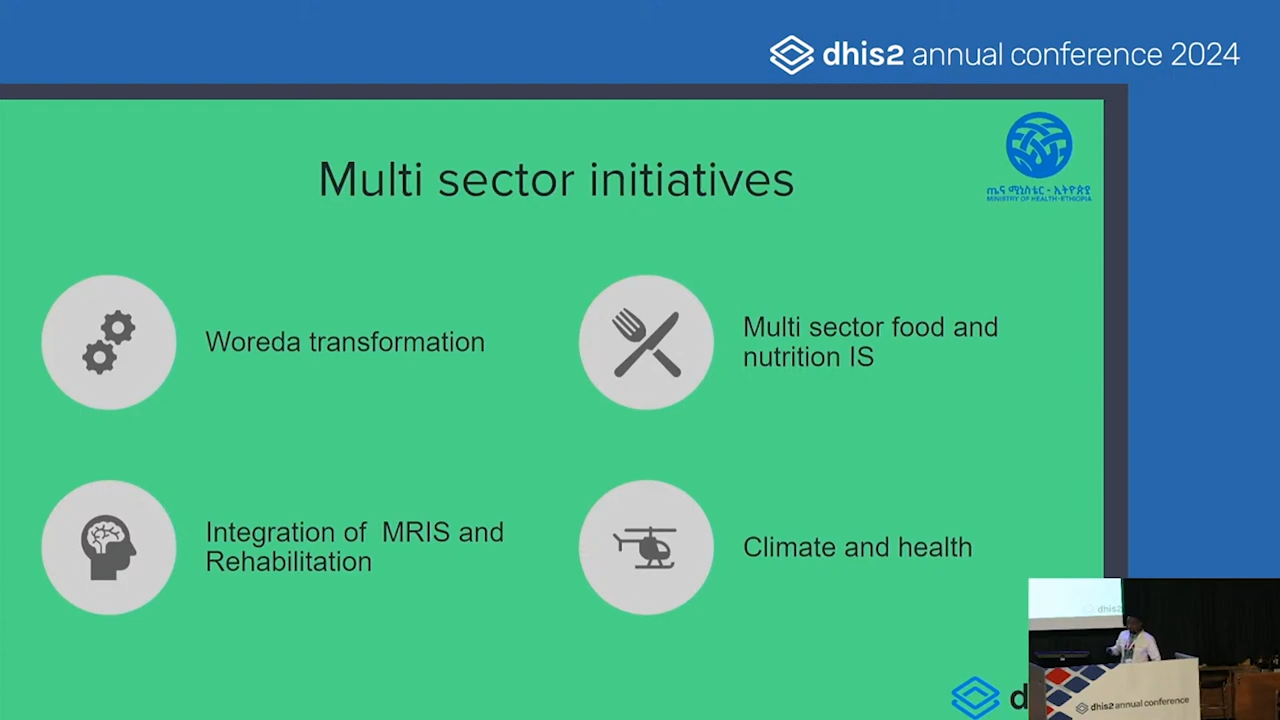 dhis2 annual conference 2024
ጤና ሚኒስቴር - ኢትዮጵያ
MINISTRY OF HEALTH-ETHIOPIA
Multi sector initiatives
Woreda transformation
Multi sector food and
nutrition IS
Integration of MRIS and
Rehabilitation
Climate and health
d
dhis2
dhis2 annual conference